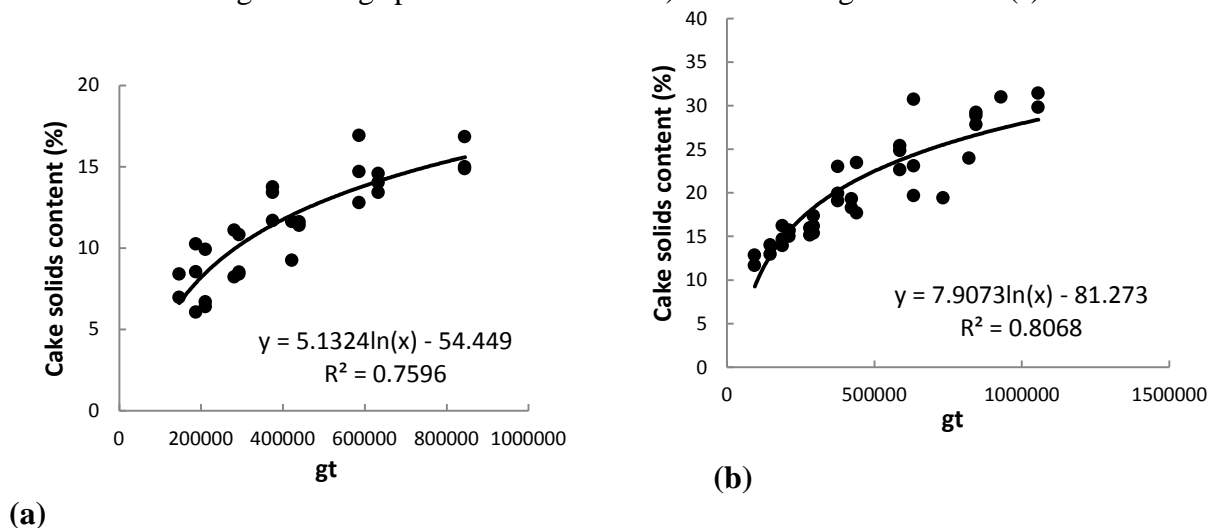 Cake solids content (%)
20
15
10
5
0
y = 5.1324ln(x) - 54.449
R² = 0.7596
0 200000 400000 600000 800000 1000000
gt
(a)
Cake solids content (%)
40
35
30
25
20
15
10
5
0
y = 7.9073ln(x) - 81.273
R² = 0.8068
0 500000 1000000 1500000
gt
(b)